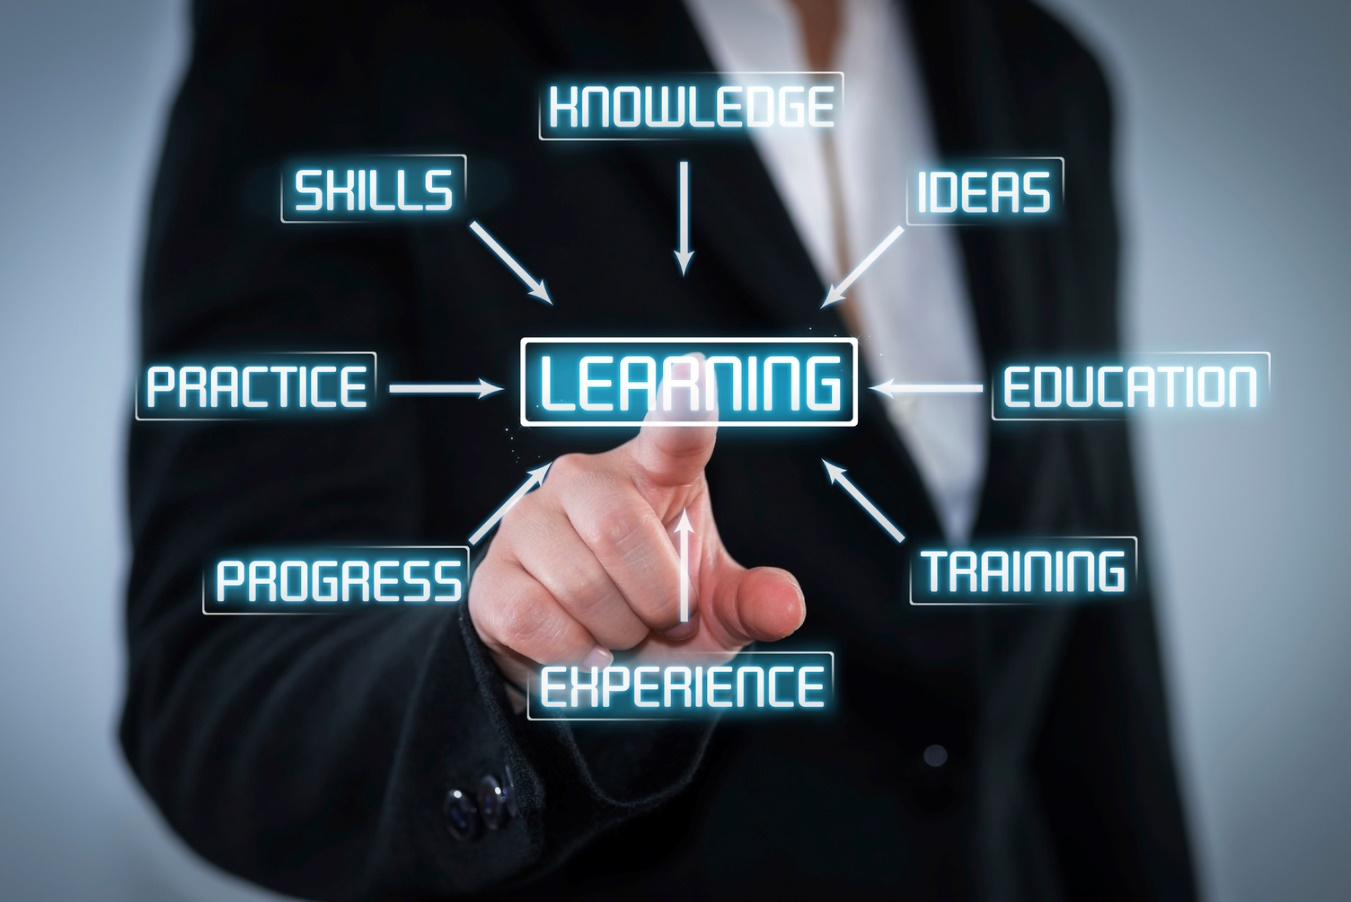 KNOWLEDGE
SKILLS
IDEAS
LEARNING
PRACTICE
EDUCATION
PROGRESS
TRAINING
EXPERIENCE